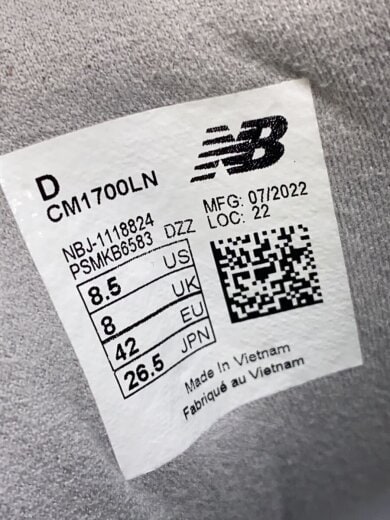 NB
D
CM1700LN
MFG: 07/2022
LOC: 22
NBJ-1118824
PSMKB6583 DZZ
8.5 US
8 UK
42 EU
26.5 JPN
Made In Vietnam
Fabriqué au Vietnam